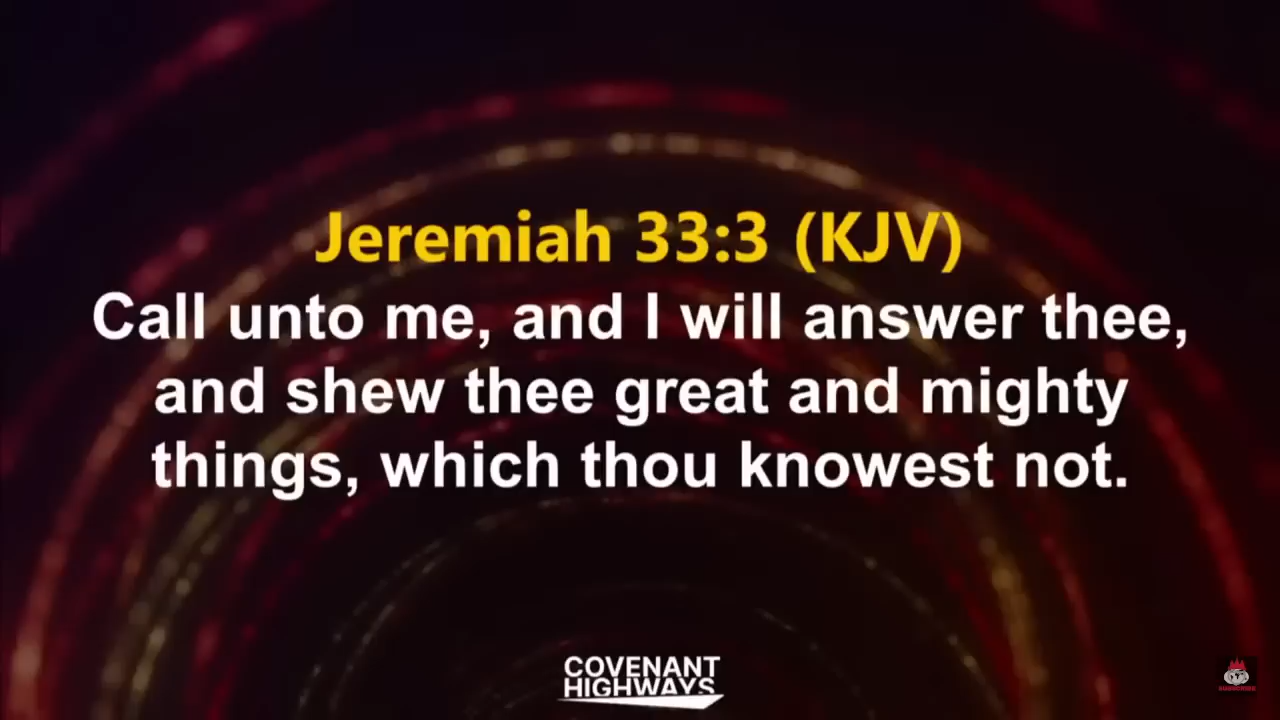 Jeremiah 33:3 (KJV)
Call unto me, and I will answer thee,
and shew thee great and mighty
things, which thou knowest not.
COVENANT
HIGHWAYS